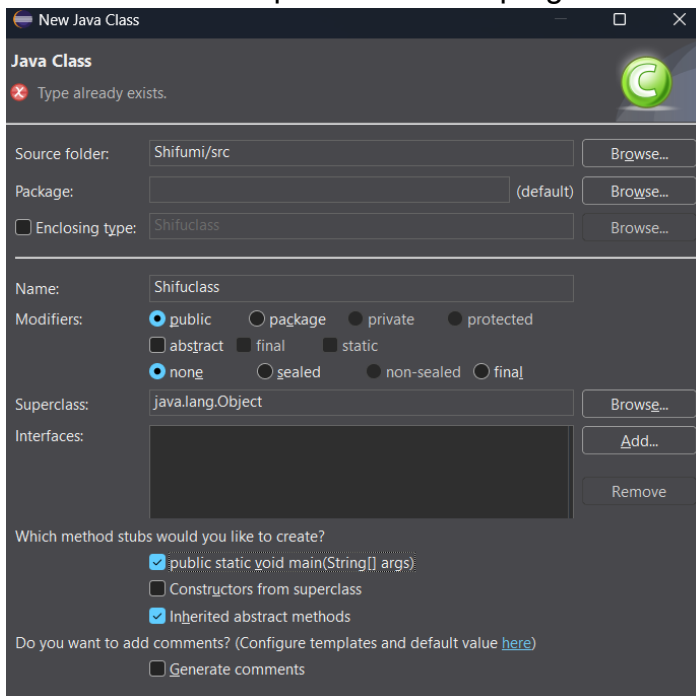 New Java Class
Java Class
Type already exists.
Source folder: Shifumi/src Browse...
Package: (default) Browse...
Enclosing type: Shifuclass Browse...
Name: Shifuclass
Modifiers: public package private protected
abstract final static
none sealed non-sealed final
Superclass: java.lang.Object Browse...
Interfaces: Add...
Remove
Which method stubs would you like to create?
public static void main(String[] args)
Constructors from superclass
Inherited abstract methods
Do you want to add comments? (Configure templates and default value here)
Generate comments